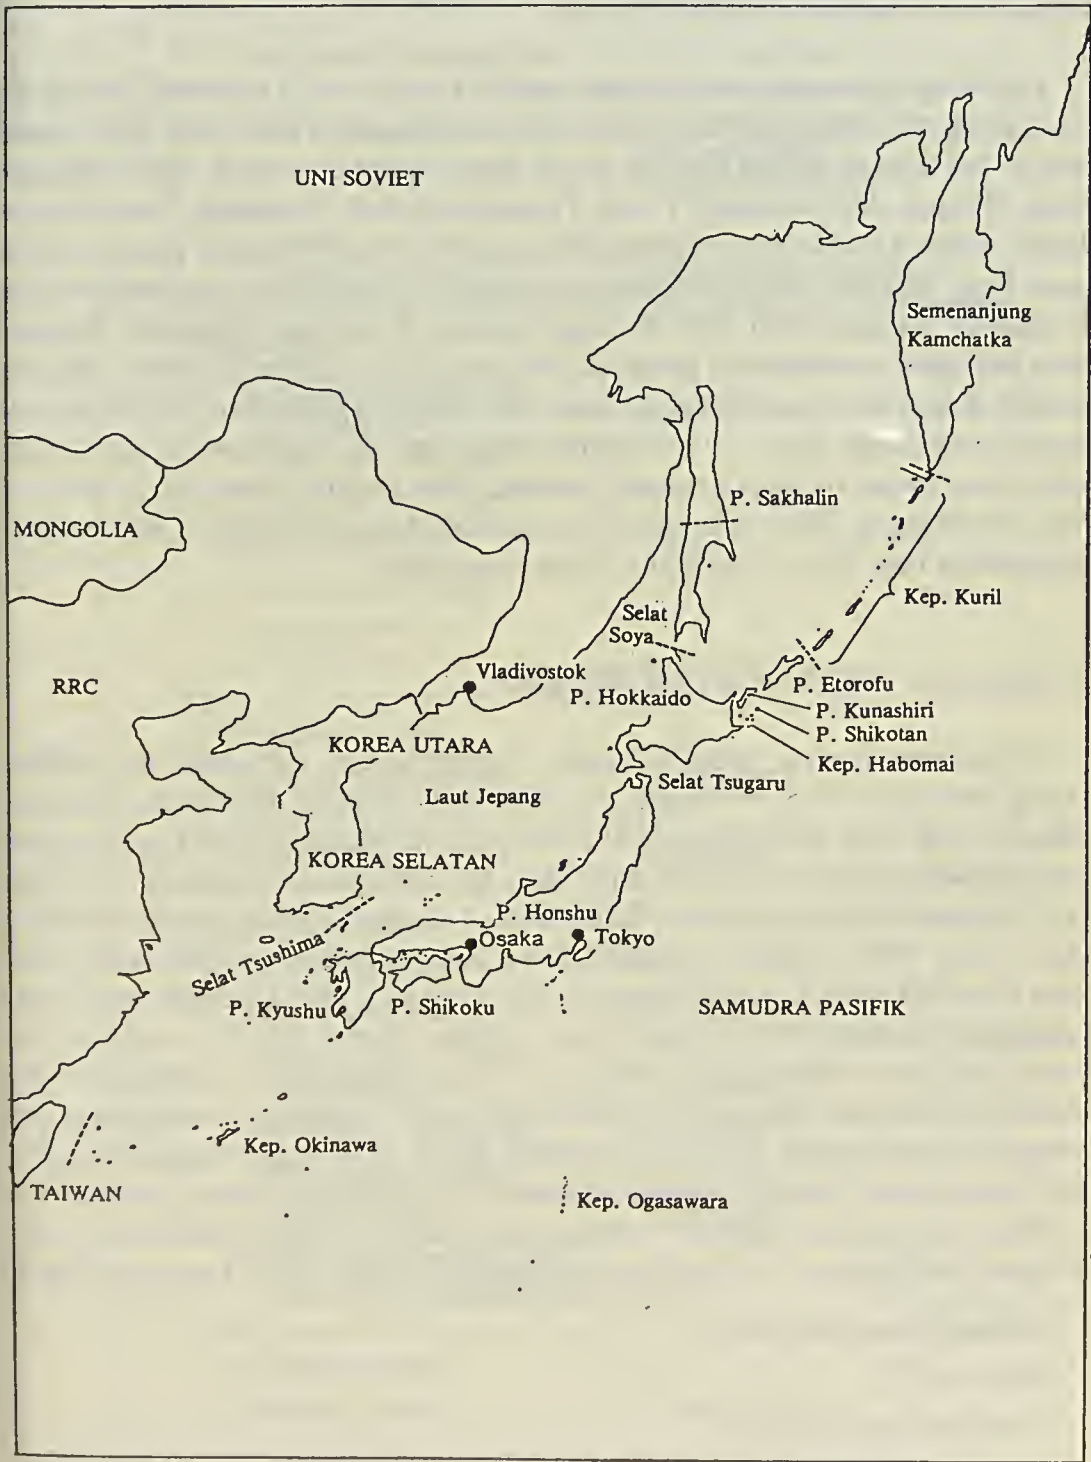 UNI SOVIET
Semenanjung
Kamchatka
P. Sakhalin
MONGOLIA
Kep. Kuril
Selat
Soya
Vladivostok
RRC
P. Etorofu
P. Hokkaido
P. Kunashiri
P. Shikotan
KOREA UTARA
Kep. Habomai
Selat Tsugaru
Laut Jepang
KOREA SELATAN
P. Honshu
Osaka
Tokyo
Selat Tsushima
P. Kyushu
P. Shikoku
SAMUDRA PASIFIK
Kep. Okinawa
TAIWAN
Kep. Ogasawara